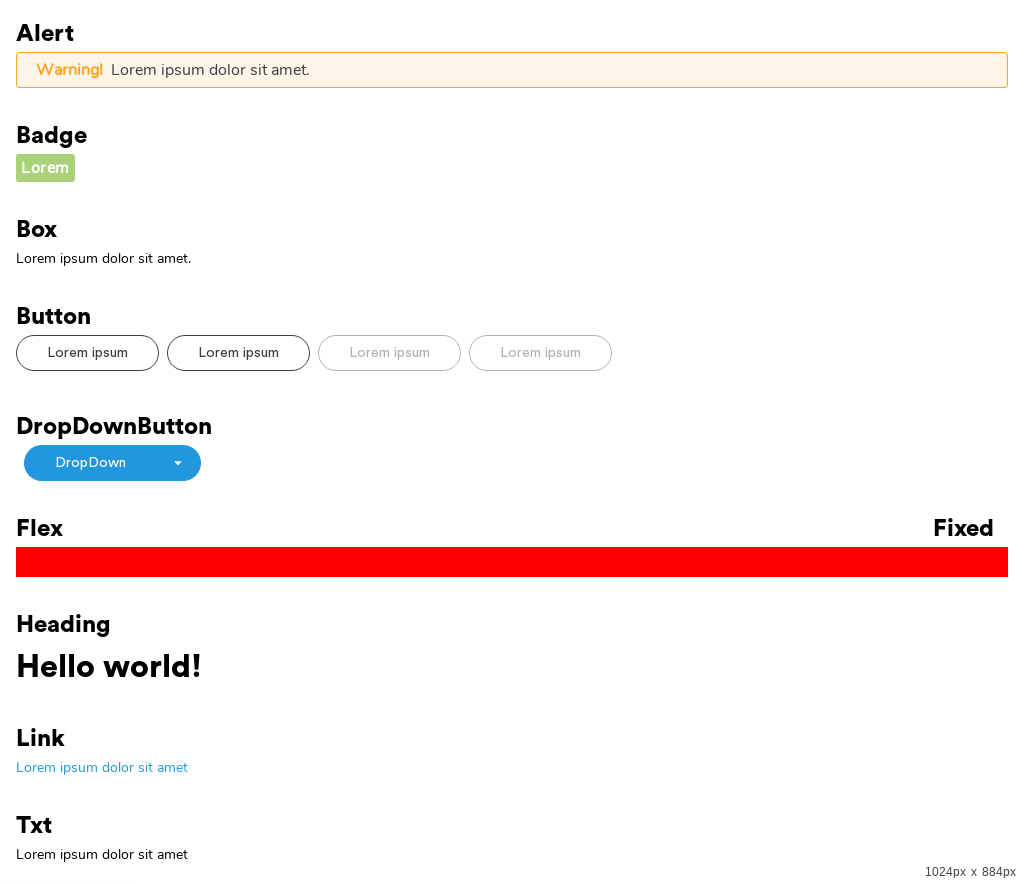 Alert
Warning! Lorem ipsum dolor sit amet.
Badge
Lorem
Box
Lorem ipsum dolor sit amet.
Button
Lorem ipsum Lorem ipsum Lorem ipsum Lorem ipsum
DropDownButton
DropDown
Flex Fixed
Heading
Hello world!
Link
Lorem ipsum dolor sit amet
Txt
Lorem ipsum dolor sit amet
1024px x 884px